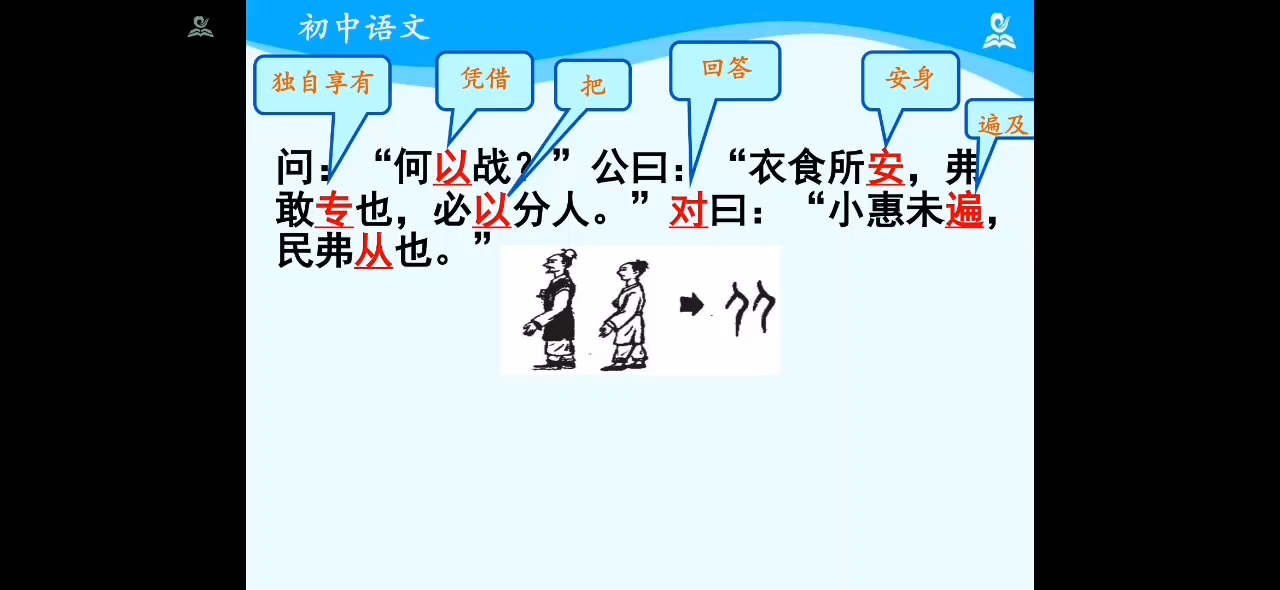 初中语文
独自享有
凭借
把
回答
安身
遍及
问：“何以战？”公曰：“衣食所安，弗
敢专也，必以分人。”对曰：“小惠未遍，
民弗从也。”